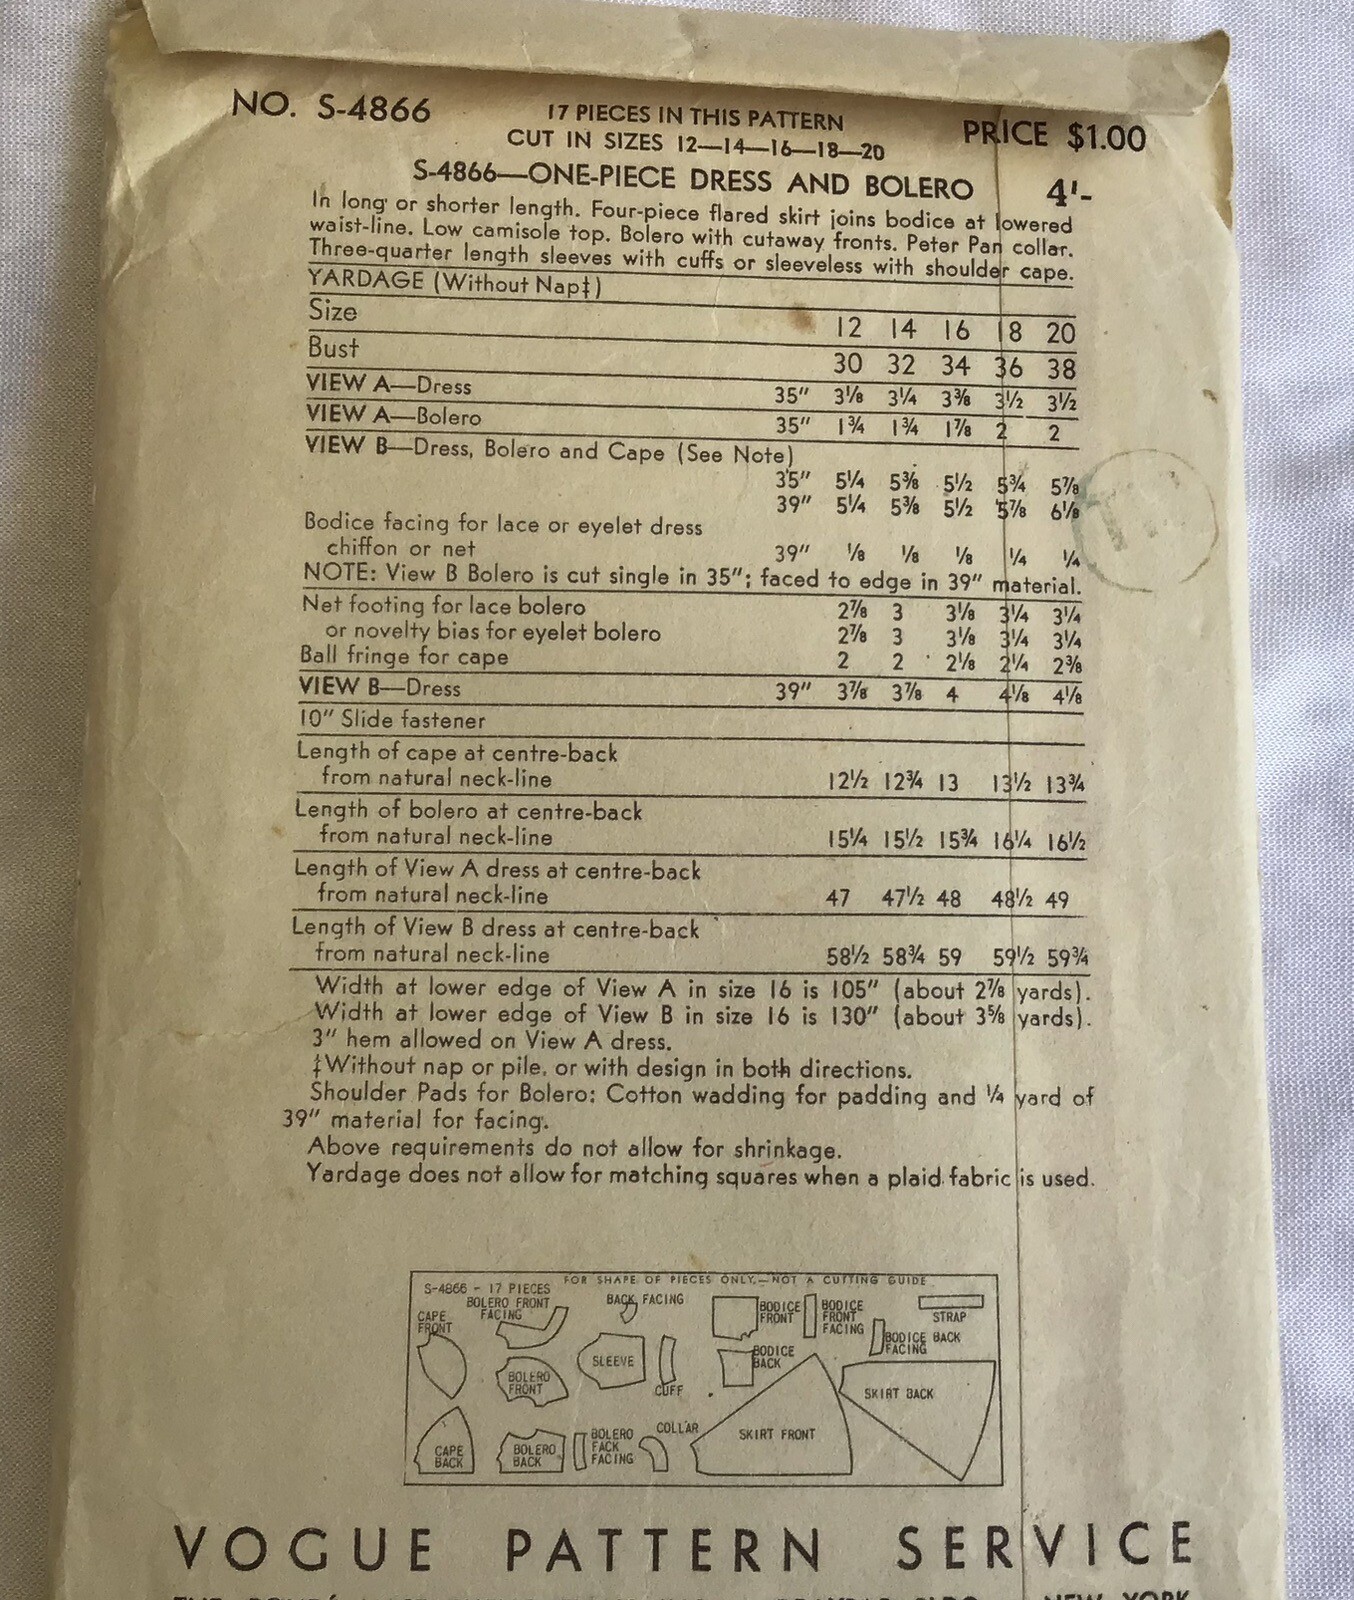 NO. S-4866
17 PIECES IN THIS PATTERN
PRICE $1.00
CUT IN SIZES 12—14—16—18—20
S-4866—ONE-PIECE DRESS AND BOLERO 4'-
In long or shorter length. Four-piece flared skirt joins bodice at lowered
waist-line. Low camisole top. Bolero with cutaway fronts. Peter Pan collar.
Three-quarter length sleeves with cuffs or sleeveless with shoulder cape.
YARDAGE (Without Nap‡)
Size 12 14 16 18 20
Bust 30 32 34 36 38
VIEW A—Dress 35″ 3⅛ 3¼ 3⅜ 3½ 3½
VIEW A—Bolero 35″ 1¾ 1¾ 1⅞ 2 2
VIEW B—Dress, Bolero and Cape (See Note)
35″ 5¼ 5⅜ 5½ 5¾ 5⅞
39″ 5¼ 5⅜ 5½ 5⅞ 6⅛
Bodice facing for lace or eyelet dress
chiffon or net 39″ ⅛ ⅛ ⅛ ¼ ¼
NOTE: View B Bolero is cut single in 35″; faced to edge in 39″ material.
Net footing for lace bolero 2⅞ 3 3⅛ 3¼ 3¼
or novelty bias for eyelet bolero 2⅞ 3 3⅛ 3¼ 3¼
Ball fringe for cape 2 2 2⅛ 2¼ 2⅜
VIEW B—Dress 39″ 3⅞ 3⅞ 4 4⅛ 4⅛
10″ Slide fastener
Length of cape at centre-back
from natural neck-line 12½ 12¾ 13 13½ 13¾
Length of bolero at centre-back
from natural neck-line 15¼ 15½ 15¾ 16¼ 16½
Length of View A dress at centre-back
from natural neck-line 47 47½ 48 48½ 49
Length of View B dress at centre-back
from natural neck-line 58½ 58¾ 59 59½ 59¾
Width at lower edge of View A in size 16 is 105″ (about 2⅞ yards).
Width at lower edge of View B in size 16 is 130″ (about 3⅝ yards).
3″ hem allowed on View A dress.
‡Without nap or pile, or with design in both directions.
Shoulder Pads for Bolero: Cotton wadding for padding and ¼ yard of
39″ material for facing.
Above requirements do not allow for shrinkage.
Yardage does not allow for matching squares when a plaid fabric is used.
S-4866 - 17 PIECES
FOR SHAPE OF PIECES ONLY.—NOT A CUTTING GUIDE
CAPE
FRONT
BOLERO FRONT
FACING
BACK FACING
BODICE
FRONT
BODICE
FRONT
FACING
STRAP
BODICE BACK
FACING
BODICE
BACK
SLEEVE
CUFF
BOLERO
FRONT
SKIRT BACK
SKIRT FRONT
COLLAR
BOLERO
FACK
FACING
BOLERO
BACK
CAPE
BACK
VOGUE PATTERN SERVICE
NEW YORK